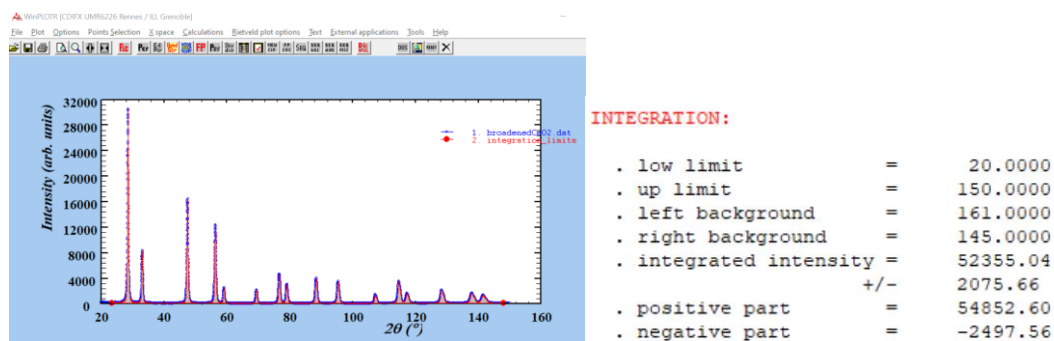 WinPLOTR [CDIFX UMR6226 Rennes / ILL Grenoble]
File Plot Options Points Selection X space Calculations Rietveld plot options Text External applications Tools Help
FP
32000
28000
24000
20000
16000
12000
8000
4000
0
Intensity (arb. units)
1. broadenedCeO2.dat
2. integration_limits
20 40 60 80 100 120 140 160
2θ (°)
INTEGRATION:
. low limit = 20.0000
. up limit = 150.0000
. left background = 161.0000
. right background = 145.0000
. integrated intensity = 52355.04
+/- 2075.66
. positive part = 54852.60
. negative part = -2497.56